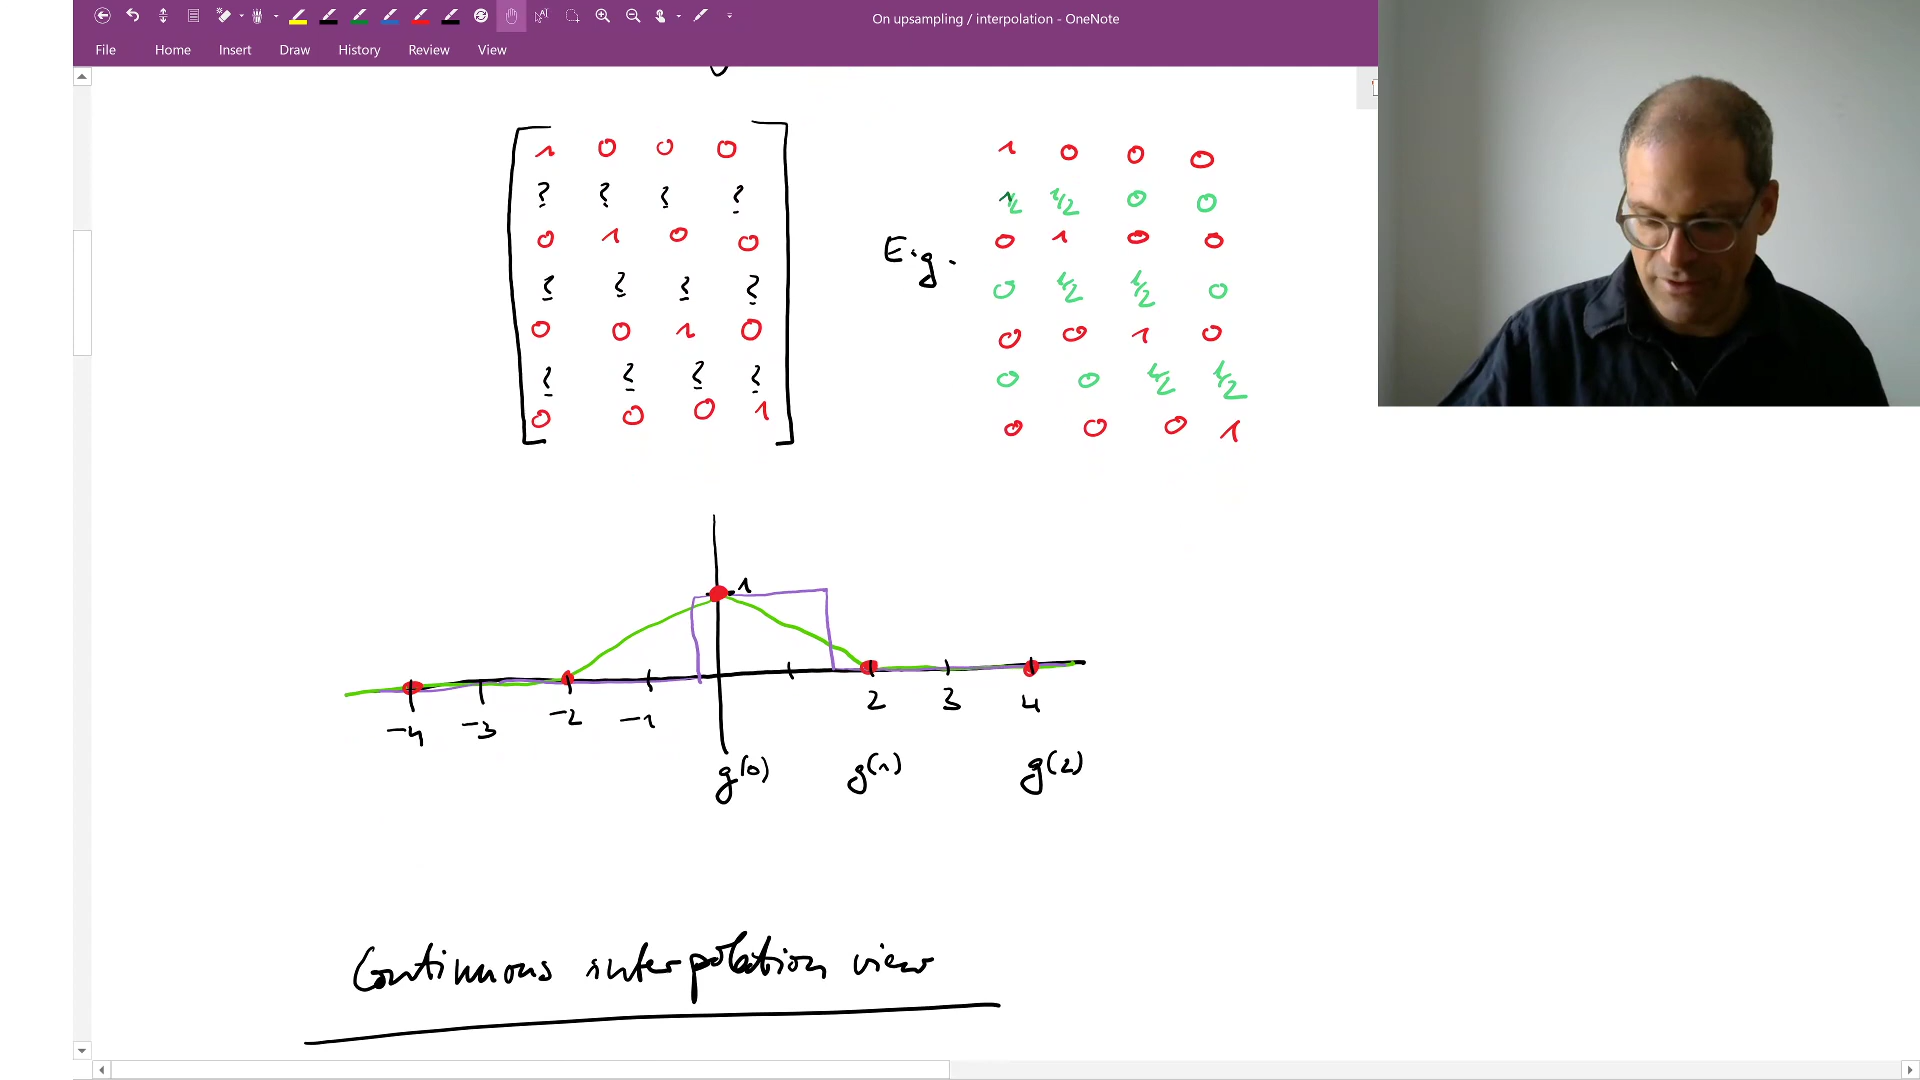 On upsampling / interpolation - OneNote
File Home Insert Draw History Review View
1 0 0 0
? ? ? ?
0 1 0 0
? ? ? ?
0 0 1 0
? ? ? ?
0 0 0 1
E.g.
1 0 0 0
1/2 1/2 0 0
0 1 0 0
0 1/2 1/2 0
0 0 1 0
0 0 1/2 1/2
0 0 0 1
1
-4 -3 -2 -1 2 3 4
g(0) g(1) g(2)
Continuous interpolation view